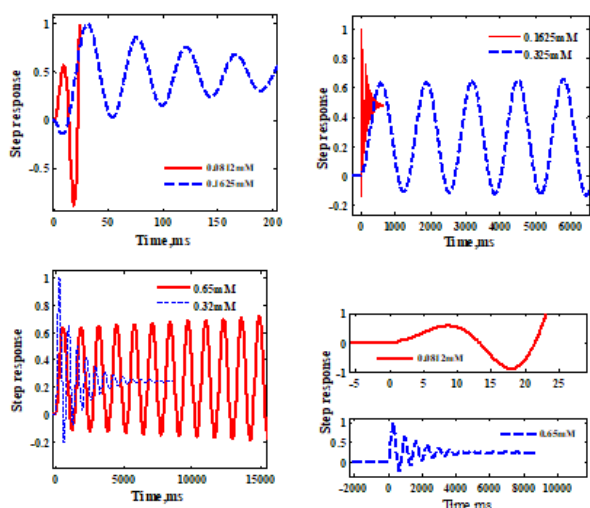 1
0.5
0
-0.5
0 50 100 150 200
Step response
Time,ms
0.0812mM
0.1625mM
1
0.8
0.6
0.4
0.2
0
-0.2
0 1000 2000 3000 4000 5000 6000
Step response
Time,ms
0.1625mM
0.325mM
1
0.8
0.6
0.4
0.2
0
-0.2
0 5000 10000 15000
Step response
Time,ms
0.65mM
0.32mM
1
0
-1
-5 0 5 10 15 20 25
0.0812mM
Step response
1
0.5
0
-2000 0 2000 4000 6000 8000 10000
0.65mM
Time,ms